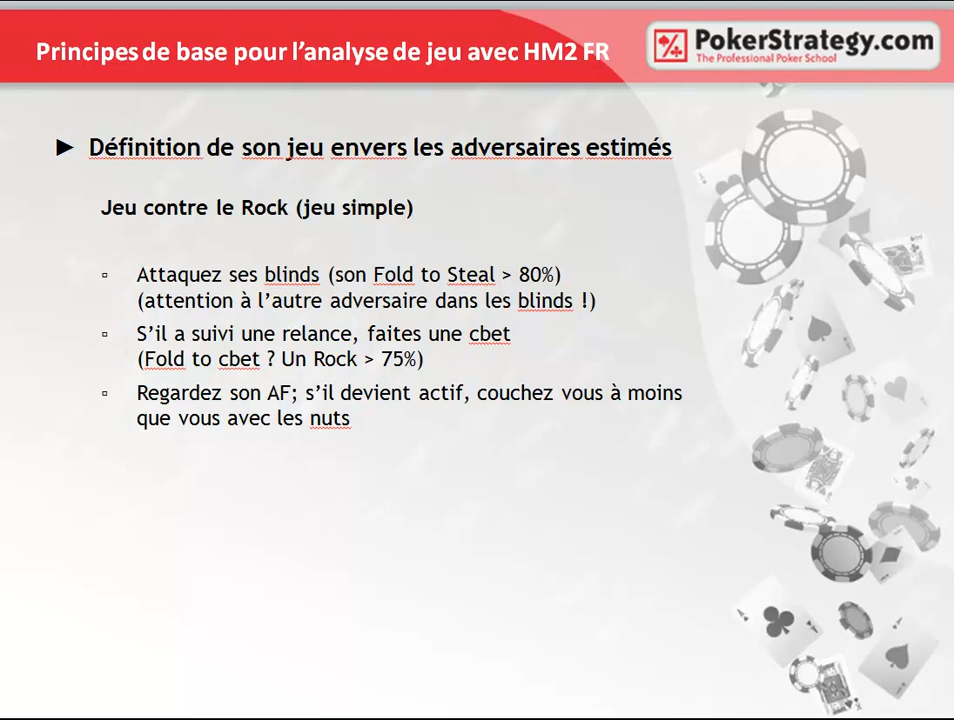 Principes de base pour l'analyse de jeu avec HM2 FR
PokerStrategy.com
The Professional Poker School
► Définition de son jeu envers les adversaires estimés
Jeu contre le Rock (jeu simple)
▫ Attaquez ses blinds (son Fold to Steal > 80%)
(attention à l'autre adversaire dans les blinds !)
▫ S'il a suivi une relance, faites une cbet
(Fold to cbet ? Un Rock > 75%)
▫ Regardez son AF; s'il devient actif, couchez vous à moins
que vous avec les nuts